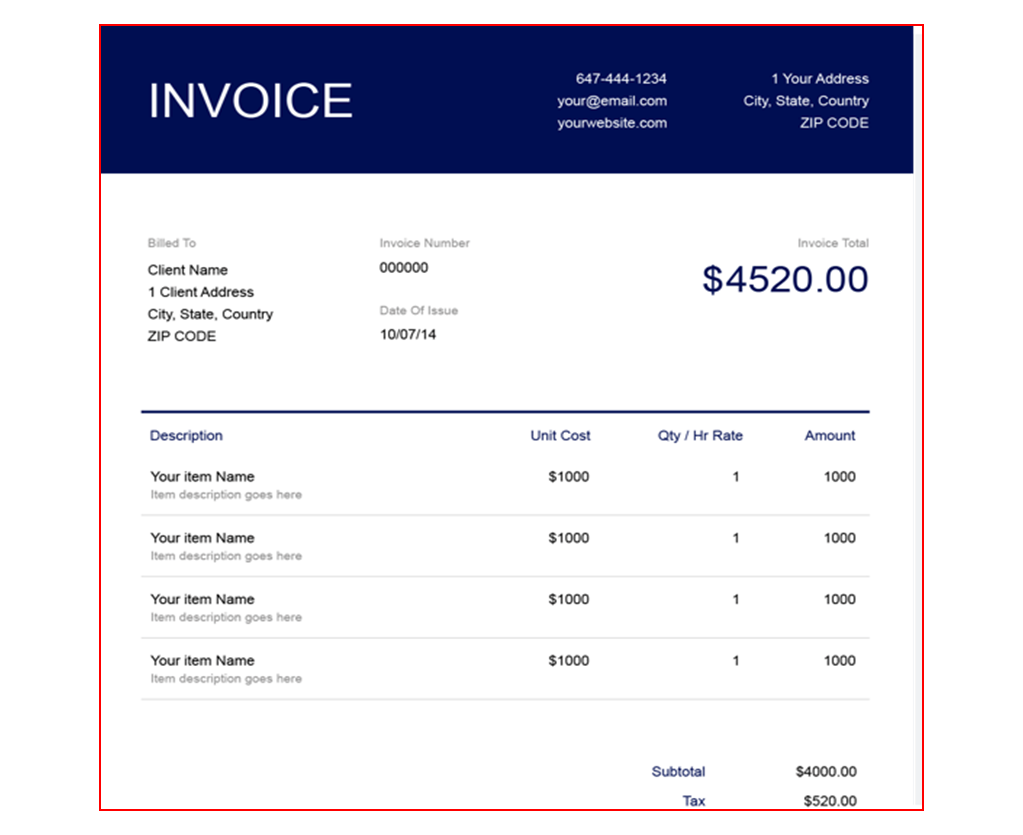 INVOICE
647-444-1234
your@email.com
yourwebsite.com
1 Your Address
City, State, Country
ZIP CODE
Billed To
Client Name
1 Client Address
City, State, Country
ZIP CODE
Invoice Number
000000
Date Of Issue
10/07/14
Invoice Total
$4520.00
Description Unit Cost Qty / Hr Rate Amount
Your item Name $1000 1 1000
Item description goes here
Your item Name $1000 1 1000
Item description goes here
Your item Name $1000 1 1000
Item description goes here
Your item Name $1000 1 1000
Item description goes here
Subtotal $4000.00
Tax $520.00